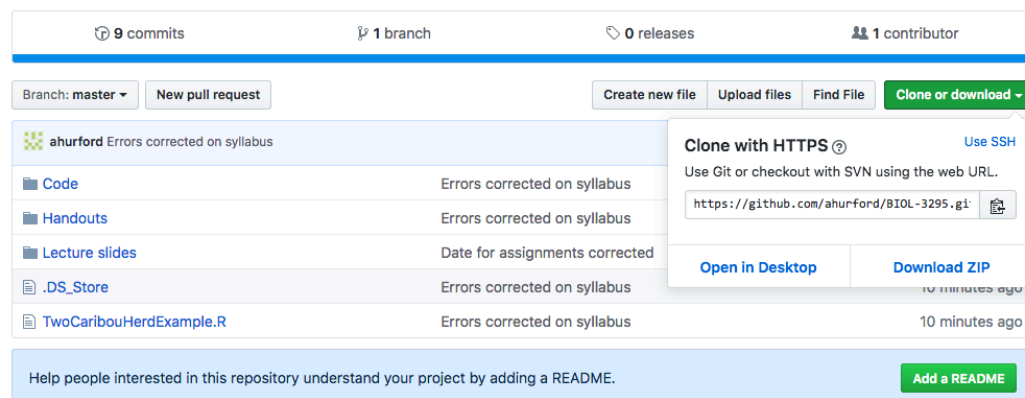 9 commits 1 branch 0 releases 1 contributor
Branch: master New pull request Create new file Upload files Find File Clone or download
ahurford Errors corrected on syllabus
Clone with HTTPS Use SSH
Use Git or checkout with SVN using the web URL.
https://github.com/ahurford/BIOL-3295.git
Open in Desktop Download ZIP
Code Errors corrected on syllabus
Handouts Errors corrected on syllabus
Lecture slides Date for assignments corrected
.DS_Store Errors corrected on syllabus 10 minutes ago
TwoCaribouHerdExample.R Errors corrected on syllabus 10 minutes ago
Help people interested in this repository understand your project by adding a README. Add a README